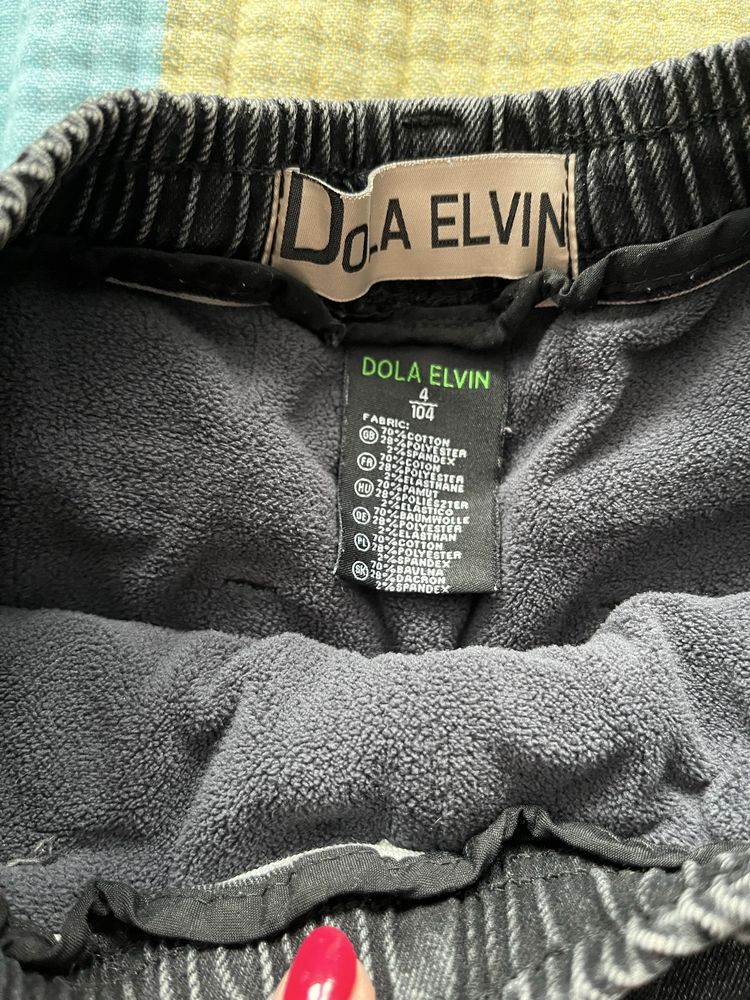 DOLA ELVIN
DOLA ELVIN
4
104
FABRIC:
GB 70%COTTON
28%POLYESTER
2%SPANDEX
FR 70%COTON
28%POLYESTER
2%ELASTHANE
HU 70%PAMUT
28%POLIESZTER
2%ELASTICO
DE 70%BAUMWOLLE
28%POLYESTER
2%ELASTHAN
PL 70%COTTON
28%POLYESTER
2%SPANDEX
SK 70%BAVLNA
28%DACRON
2%SPANDEX